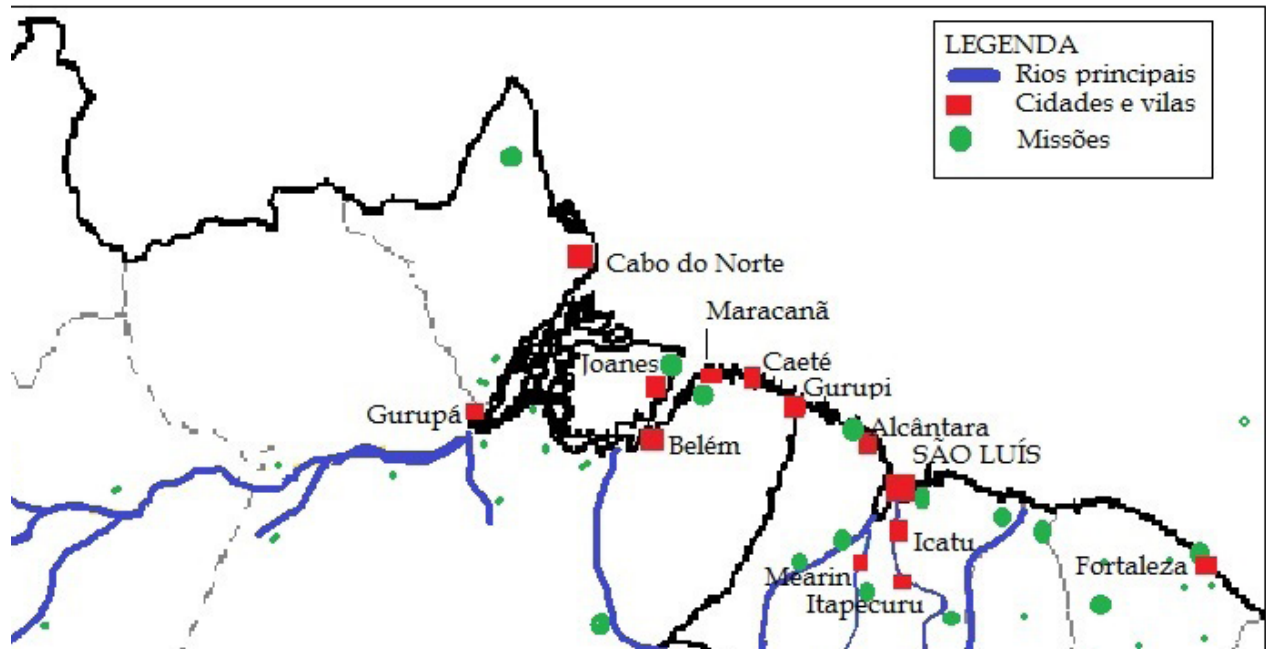 LEGENDA
Rios principais
Cidades e vilas
Missões
Cabo do Norte
Maracanã
Joanes
Caeté
Gurupi
Gurupá
Alcântara
Belém
SÃO LUÍS
Icatu
Fortaleza
Mearin
Itapecuru